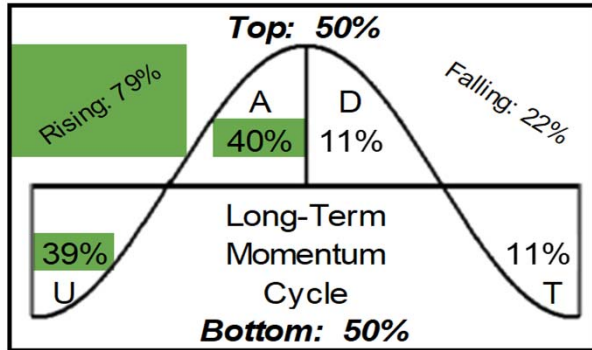 Top: 50%
Rising: 79%
Falling: 22%
A D
40% 11%
Long-Term
39% Momentum 11%
U Cycle T
Bottom: 50%